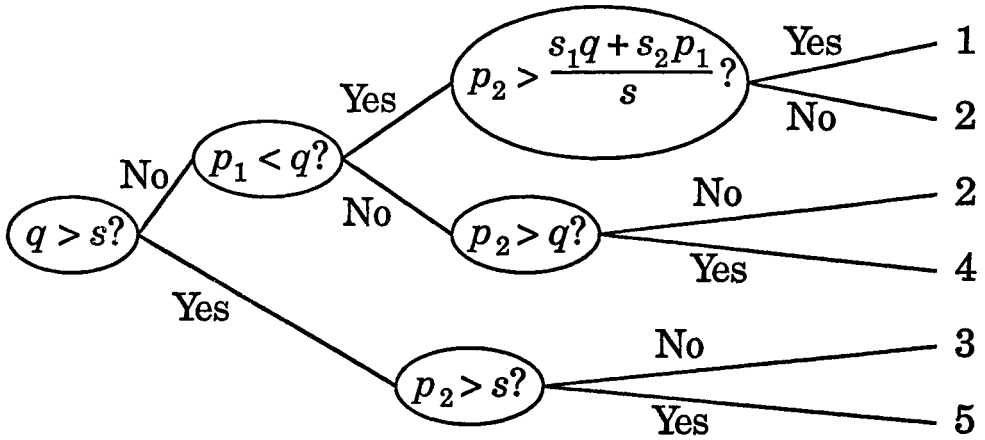 s₁q + s₂p₁
p₂ > ――― ?
s
Yes
1
Yes
No
2
p₁ < q?
No
No
2
No
p₂ > q?
q > s?
Yes
4
Yes
No
3
p₂ > s?
Yes
5